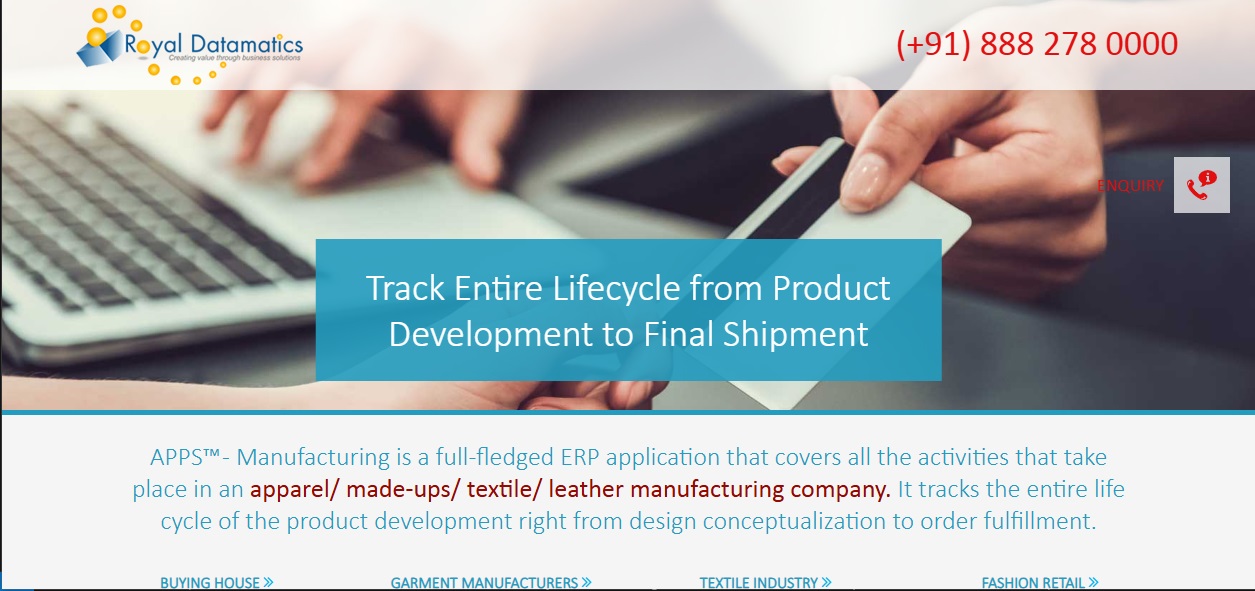 Royal Datamatics
Creating value through business solutions
(+91) 888 278 0000
ENQUIRY
Track Entire Lifecycle from Product
Development to Final Shipment
APPS™- Manufacturing is a full-fledged ERP application that covers all the activities that take
place in an apparel/ made-ups/ textile/ leather manufacturing company. It tracks the entire life
cycle of the product development right from design conceptualization to order fulfillment.
BUYING HOUSE » GARMENT MANUFACTURERS » TEXTILE INDUSTRY » FASHION RETAIL »